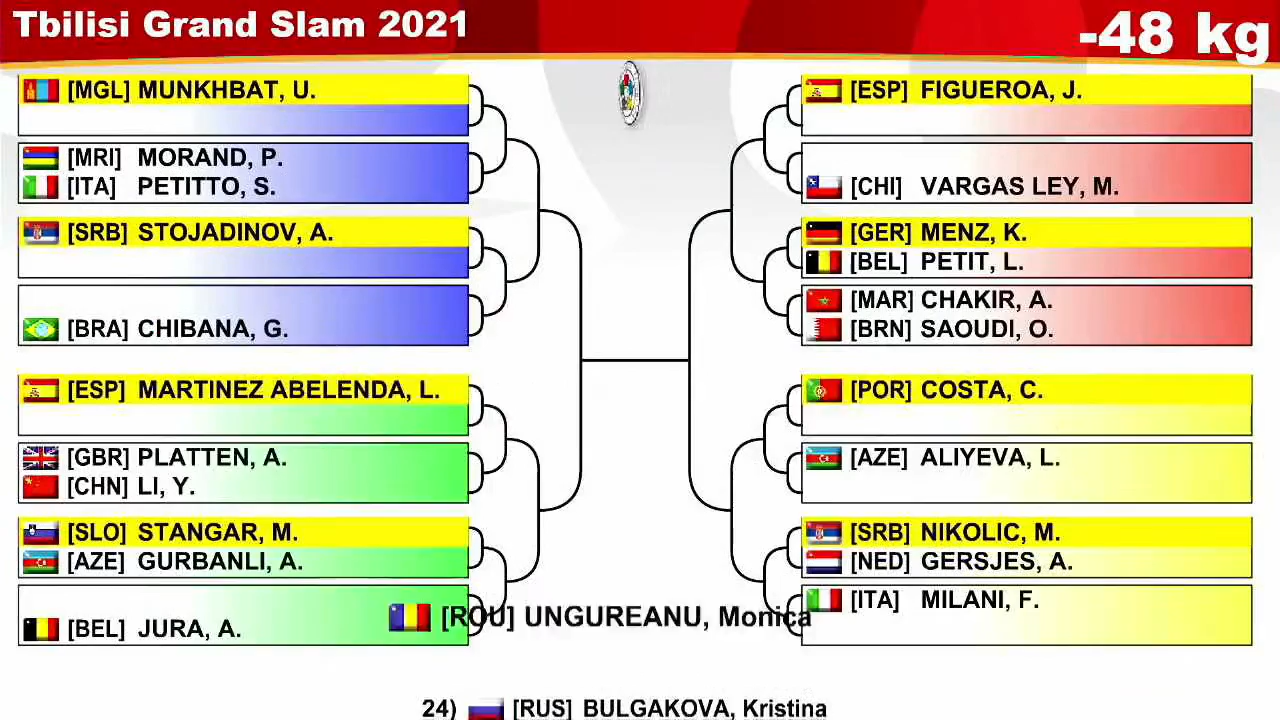 Tbilisi Grand Slam 2021
-48 kg
[MGL] MUNKHBAT, U.
[MRI] MORAND, P.
[ITA] PETITTO, S.
[SRB] STOJADINOV, A.
[BRA] CHIBANA, G.
[ESP] MARTINEZ ABELENDA, L.
[GBR] PLATTEN, A.
[CHN] LI, Y.
[SLO] STANGAR, M.
[AZE] GURBANLI, A.
[BEL] JURA, A.
[ESP] FIGUEROA, J.
[CHI] VARGAS LEY, M.
[GER] MENZ, K.
[BEL] PETIT, L.
[MAR] CHAKIR, A.
[BRN] SAOUDI, O.
[POR] COSTA, C.
[AZE] ALIYEVA, L.
[SRB] NIKOLIC, M.
[NED] GERSJES, A.
[ITA] MILANI, F.
[ROU] UNGUREANU, Monica
24) [RUS] BULGAKOVA, Kristina